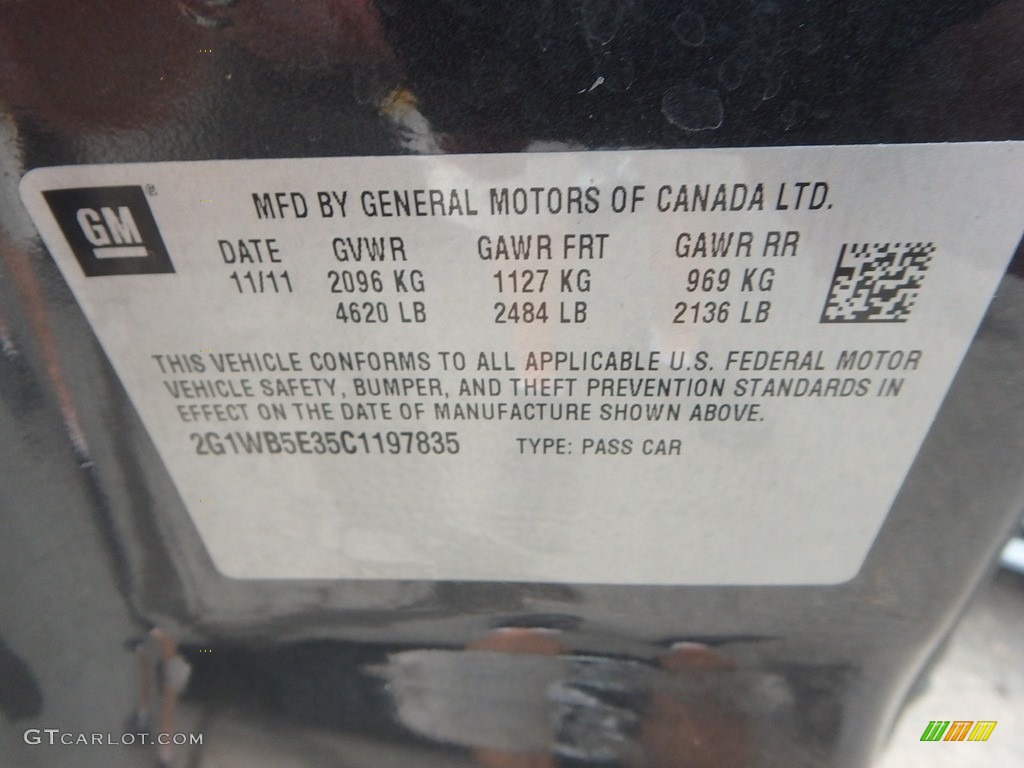 GM ®
MFD BY GENERAL MOTORS OF CANADA LTD.
DATE GVWR GAWR FRT GAWR RR
11/11 2096 KG 1127 KG 969 KG
4620 LB 2484 LB 2136 LB
THIS VEHICLE CONFORMS TO ALL APPLICABLE U.S. FEDERAL MOTOR
VEHICLE SAFETY, BUMPER, AND THEFT PREVENTION STANDARDS IN
EFFECT ON THE DATE OF MANUFACTURE SHOWN ABOVE.
2G1WB5E35C1197835 TYPE: PASS CAR
GTCARLOT.COM